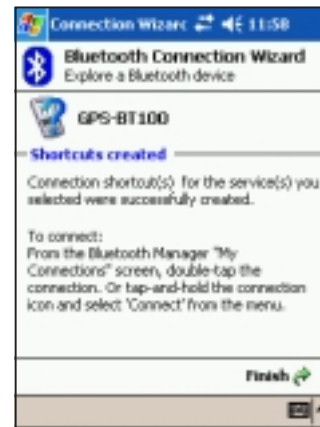 Connection Wizarc 11:58
Bluetooth Connection Wizard
Explore a Bluetooth device
GPS-BT100
Shortcuts created
Connection shortcut(s) for the service(s) you
selected were successfully created.
To connect:
From the Bluetooth Manager "My
Connections" screen, double-tap the
connection. Or tap-and-hold the connection
icon and select 'Connect' from the menu.
Finish